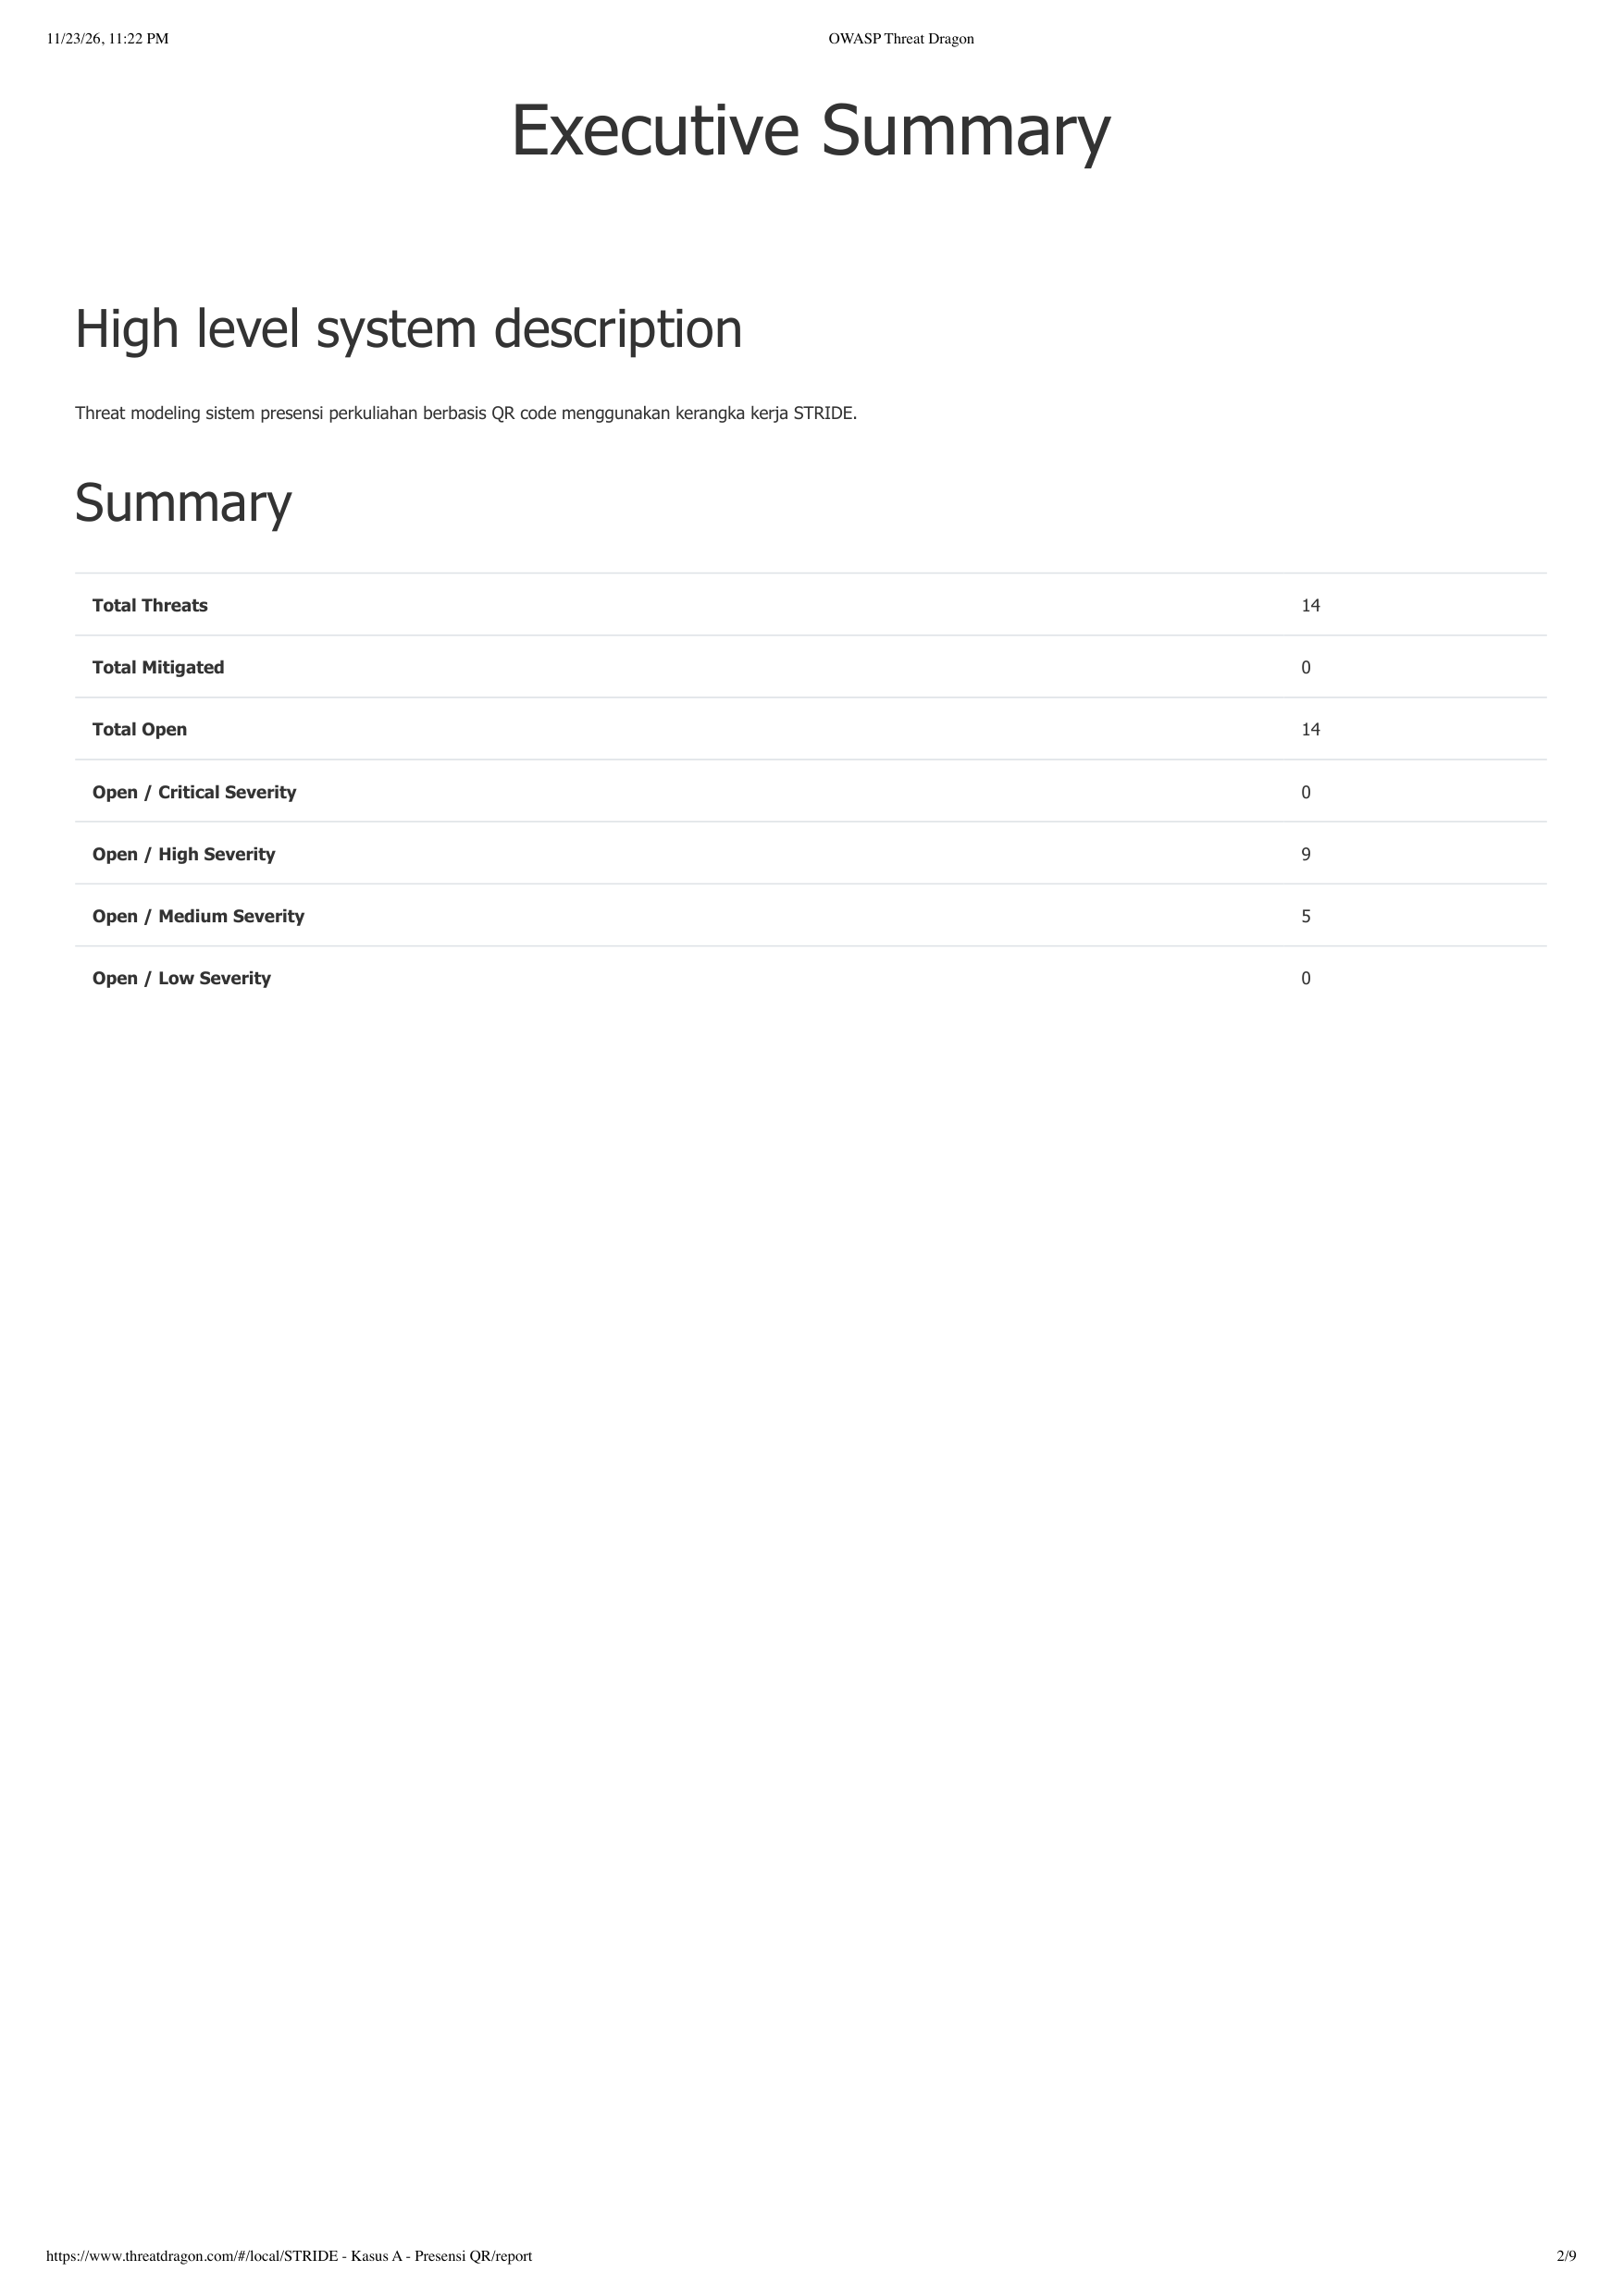 11/23/26, 11:22 PM OWASP Threat Dragon
Executive Summary
High level system description
Threat modeling sistem presensi perkuliahan berbasis QR code menggunakan kerangka kerja STRIDE.
Summary
Total Threats 14
Total Mitigated 0
Total Open 14
Open / Critical Severity 0
Open / High Severity 9
Open / Medium Severity 5
Open / Low Severity 0
https://www.threatdragon.com/#/local/STRIDE - Kasus A - Presensi QR/report 2/9